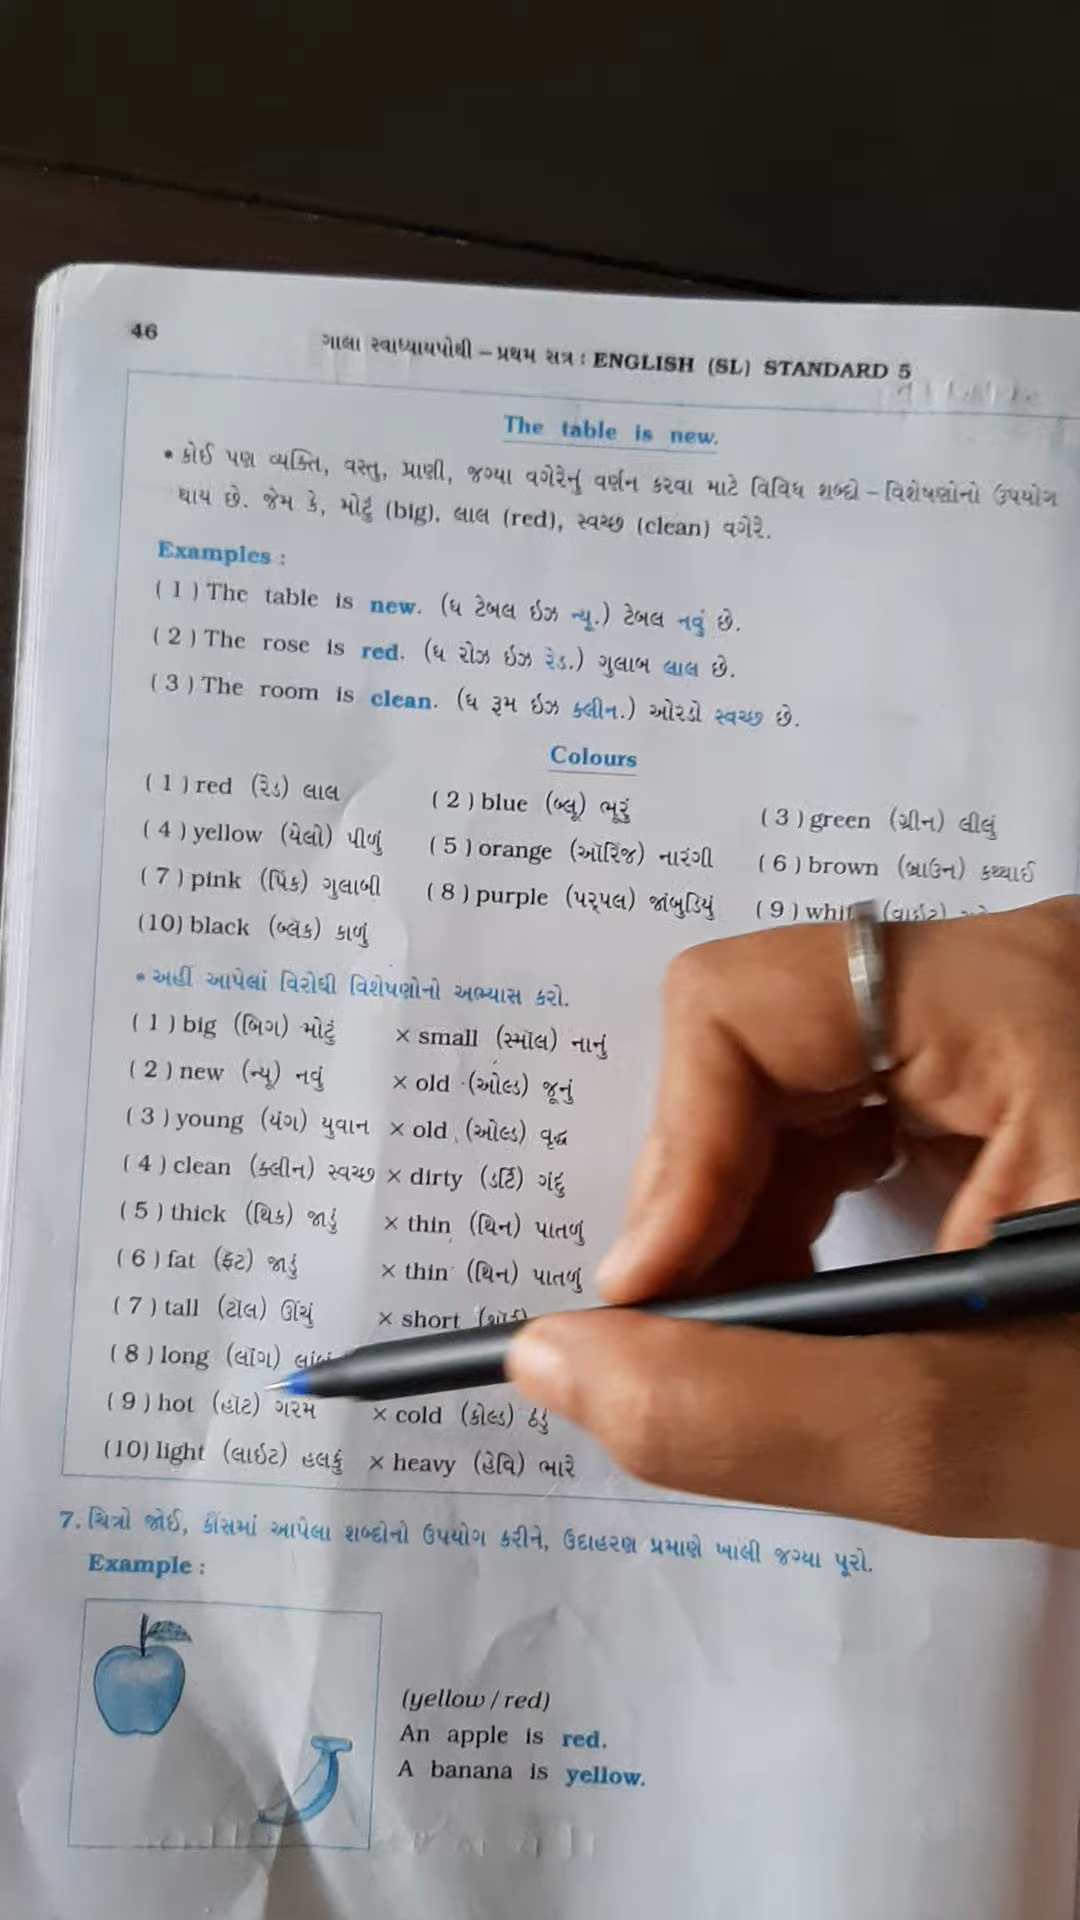 46
ગાલા સ્વાધ્યાયપોથી – પ્રથમ સત્ર : ENGLISH (SL) STANDARD 5
The table is new.
• કોઈ પણ વ્યક્તિ, વસ્તુ, પ્રાણી, જગ્યા વગેરેનું વર્ણન કરવા માટે વિવિધ શબ્દો – વિશેષણોનો ઉપયોગ
થાય છે. જેમ કે, મોટું (big), લાલ (red), સ્વચ્છ (clean) વગેરે.
Examples :
( 1 ) The table is new. (ધ ટેબલ ઇઝ ન્યૂ.) ટેબલ નવું છે.
( 2 ) The rose is red. (ધ રોઝ ઇઝ રેડ.) ગુલાબ લાલ છે.
( 3 ) The room is clean. (ધ રૂમ ઇઝ ક્લીન.) ઓરડો સ્વચ્છ છે.
Colours
( 1 ) red (રેડ) લાલ ( 2 ) blue (બ્લૂ) ભૂરું ( 3 ) green (ગ્રીન) લીલું
( 4 ) yellow (યેલો) પીળું ( 5 ) orange (ઑરિંજ) નારંગી ( 6 ) brown (બ્રાઉન) કથ્થાઈ
( 7 ) pink (પિંક) ગુલાબી ( 8 ) purple (પર્પલ) જાંબુડિયું ( 9 ) (વાઇટ)
(10) black (બ્લૅક) કાળું
• અહીં આપેલાં વિરોધી વિશેષણોનો અભ્યાસ કરો.
( 1 ) big (બિગ) મોટું × small (સ્મૉલ) નાનું
( 2 ) new (ન્યૂ) નવું × old (ઓલ્ડ) જૂનું
( 3 ) young (યંગ) યુવાન × old (ઓલ્ડ) વૃદ્ધ
( 4 ) clean (ક્લીન) સ્વચ્છ × dirty (ડર્ટિ) ગંદું
( 5 ) thick (થિક) જાડું × thin (થિન) પાતળું
( 6 ) fat (ફૅટ) જાડું × thin (થિન) પાતળું
( 7 ) tall (ટૉલ) ઊંચું × short
( 8 ) long (લૉંગ)
( 9 ) hot (હૉટ) ગરમ × cold (કોલ્ડ) ઠંડું
(10) light (લાઇટ) હલકું × heavy (હેવિ) ભારે
7. ચિત્રો જોઈ, કૌંસમાં આપેલા શબ્દોનો ઉપયોગ કરીને, ઉદાહરણ પ્રમાણે ખાલી જગ્યા પૂરો.
Example :
(yellow / red)
An apple is red.
A banana is yellow.